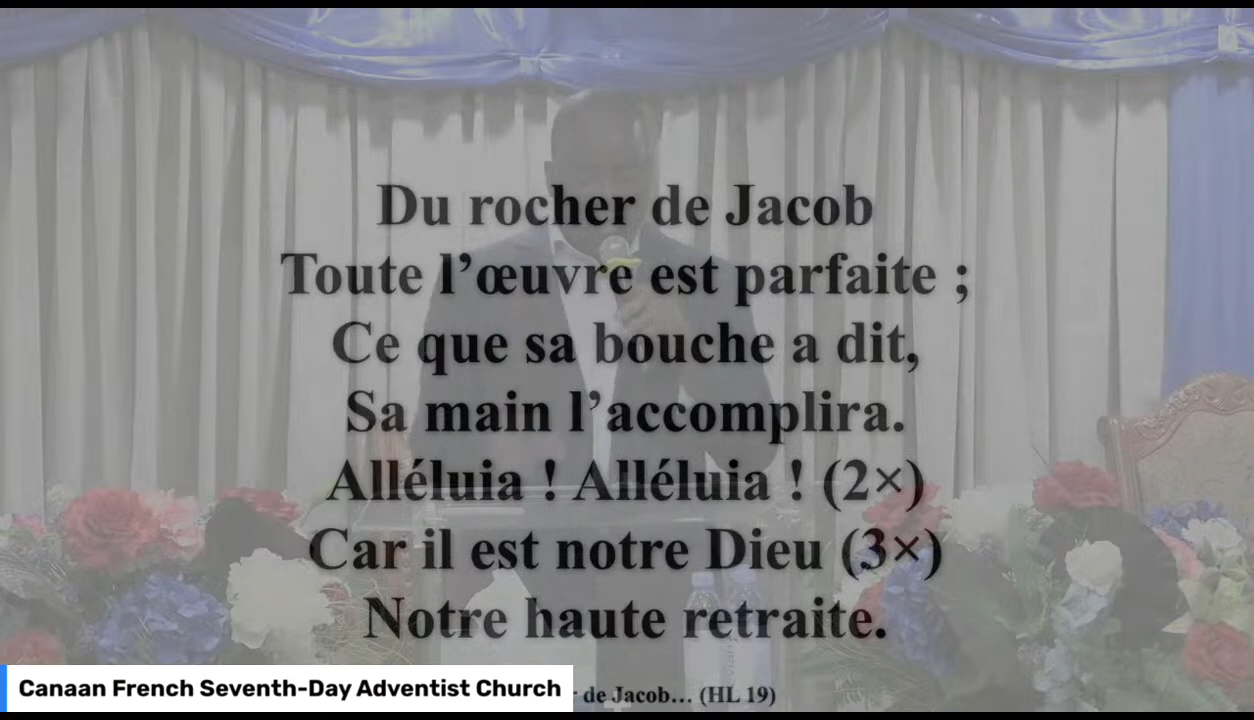 Du rocher de Jacob
Toute l’œuvre est parfaite ;
Ce que sa bouche a dit,
Sa main l’accomplira.
Alléluia ! Alléluia ! (2×)
Car il est notre Dieu (3×)
Notre haute retraite.
Canaan French Seventh-Day Adventist Church
de Jacob… (HL 19)